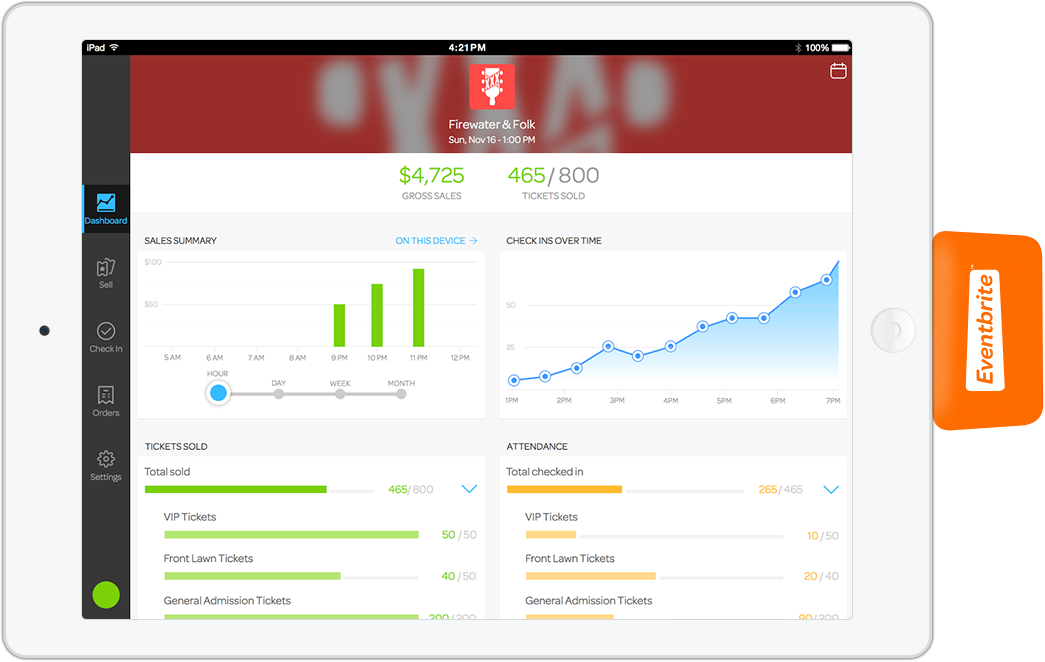 iPad 4:21PM 100%
Firewater & Folk
Sun, Nov 16 - 1:00 PM
$4,725 465/800
GROSS SALES TICKETS SOLD
Dashboard
Sell
Check In
Orders
Settings
SALES SUMMARY ON THIS DEVICE →
$100
$50
5 AM 6 AM 7 AM 8 AM 9 PM 10 PM 11 PM 12 PM
HOUR DAY WEEK MONTH
CHECK INS OVER TIME
50
25
1PM 2PM 3PM 4PM 5PM 6PM 7PM
TICKETS SOLD
Total sold
465/800
VIP Tickets
50/50
Front Lawn Tickets
40/50
General Admission Tickets
200/200
ATTENDANCE
Total checked in
265/465
VIP Tickets
10/50
Front Lawn Tickets
20/40
General Admission Tickets
90/200
Eventbrite